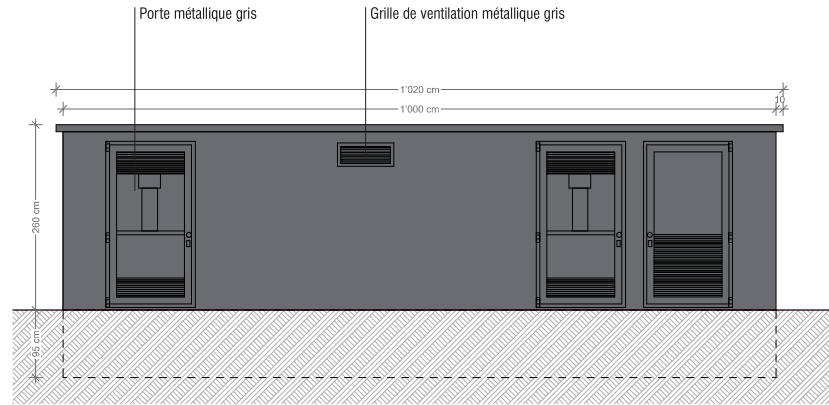 Porte métallique gris
Grille de ventilation métallique gris
1'020 cm
10
1'000 cm
260 cm
95 cm